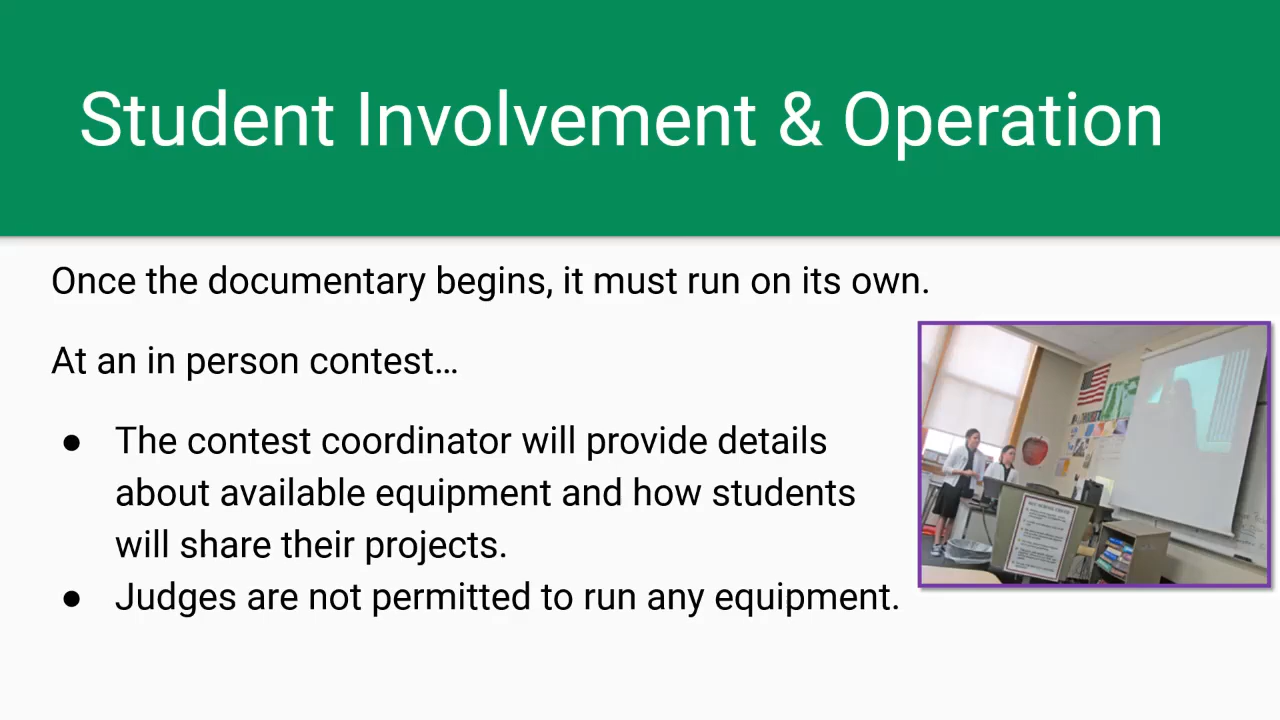 Student Involvement & Operation
Once the documentary begins, it must run on its own.
At an in person contest…
● The contest coordinator will provide details
about available equipment and how students
will share their projects.
● Judges are not permitted to run any equipment.